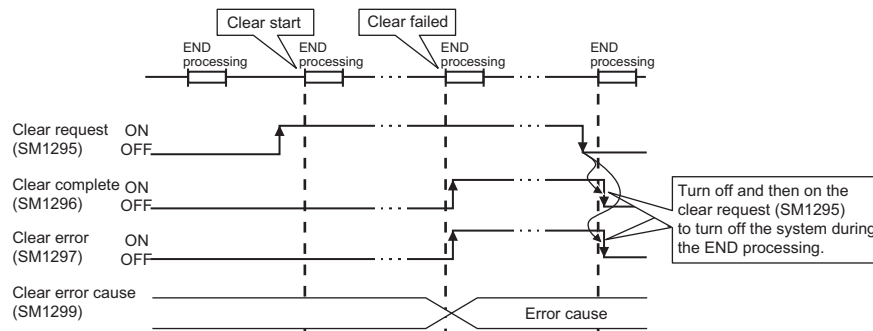 Clear start
Clear failed
END
processing
END
processing
END
processing
END
processing
Clear request
(SM1295)
ON
OFF
Clear complete
(SM1296)
ON
OFF
Clear error
(SM1297)
ON
OFF
Clear error cause
(SM1299)
Error cause
Turn off and then on the
clear request (SM1295)
to turn off the system during
the END processing.